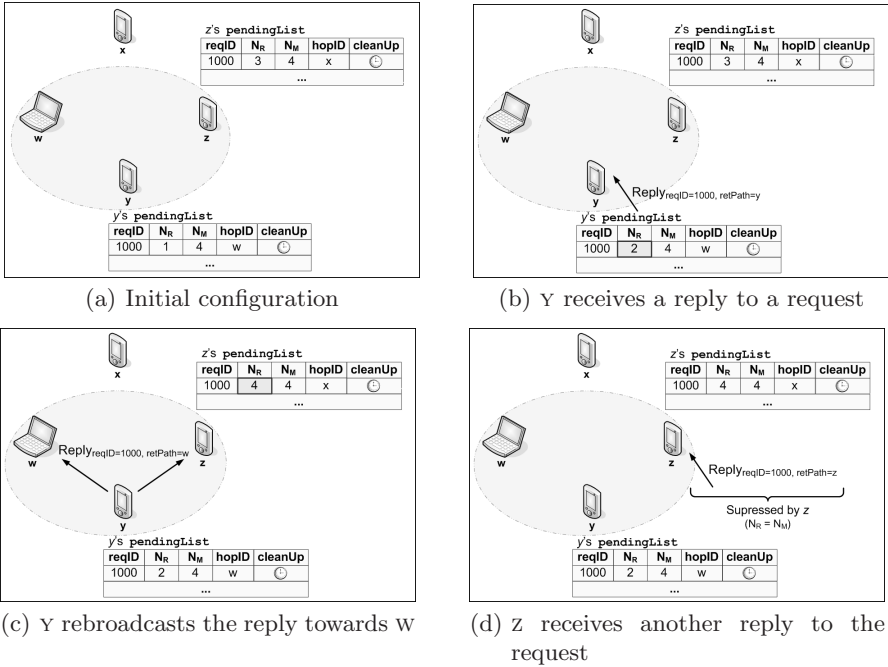 x
z's pendingList
reqID N_R N_M hopID cleanUp
1000 3 4 x
...
w
z
y
y's pendingList
reqID N_R N_M hopID cleanUp
1000 1 4 w
...
(a) Initial configuration
x
z's pendingList
reqID N_R N_M hopID cleanUp
1000 3 4 x
...
w
z
y
Reply_reqID=1000, retPath=y
y's pendingList
reqID N_R N_M hopID cleanUp
1000 2 4 w
...
(b) Y receives a reply to a request
x
z's pendingList
reqID N_R N_M hopID cleanUp
1000 4 4 x
...
w
Reply_reqID=1000, retPath=w
z
y
y's pendingList
reqID N_R N_M hopID cleanUp
1000 2 4 w
...
(c) Y rebroadcasts the reply towards W
x
z's pendingList
reqID N_R N_M hopID cleanUp
1000 4 4 x
...
w
z
Reply_reqID=1000, retPath=z
Supressed by z
(N_R = N_M)
y
y's pendingList
reqID N_R N_M hopID cleanUp
1000 2 4 w
...
(d) Z receives another reply to the
request